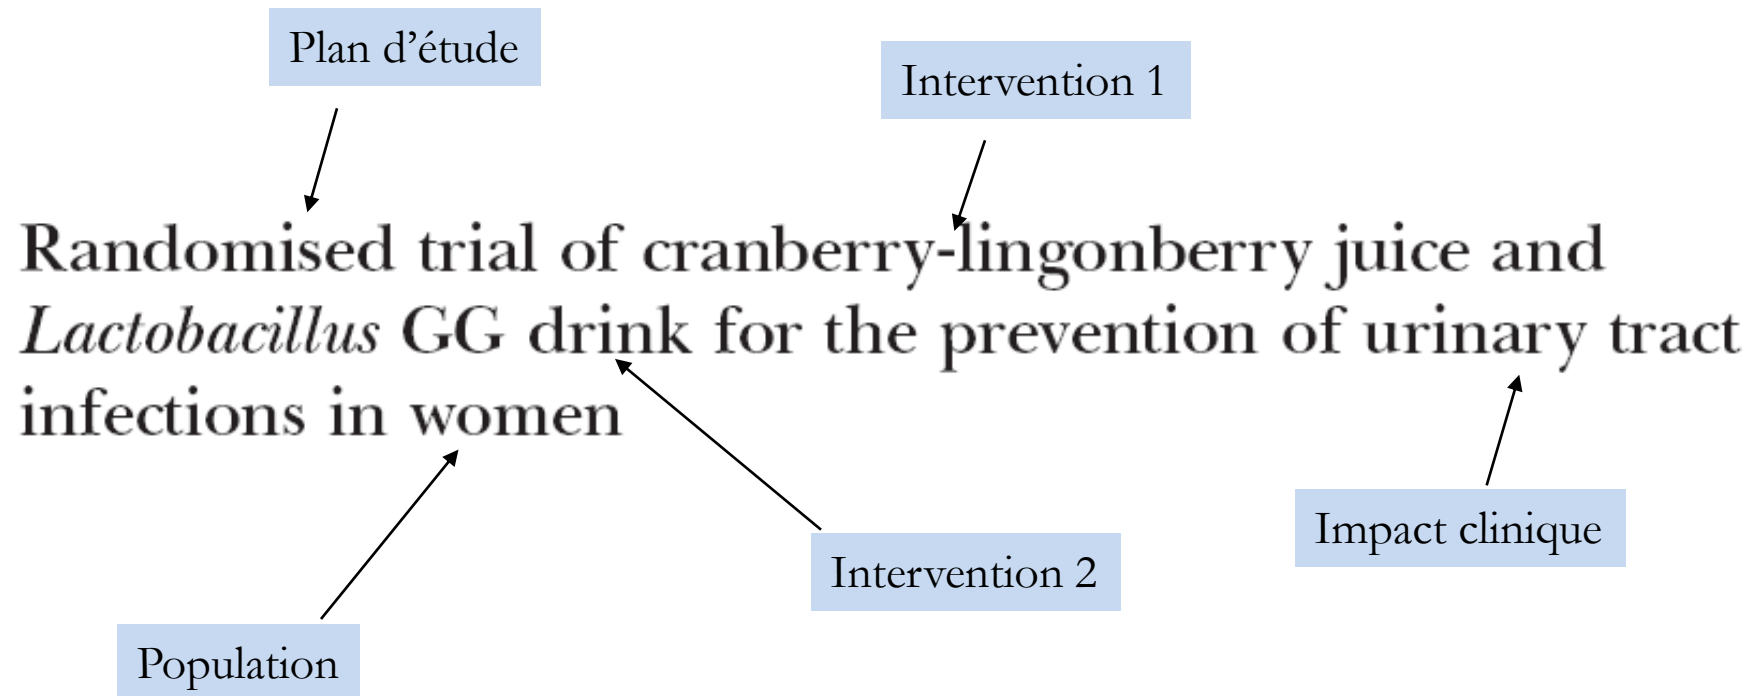 Plan d’étude
Intervention 1
Randomised trial of cranberry-lingonberry juice and
Lactobacillus GG drink for the prevention of urinary tract
infections in women
Impact clinique
Intervention 2
Population